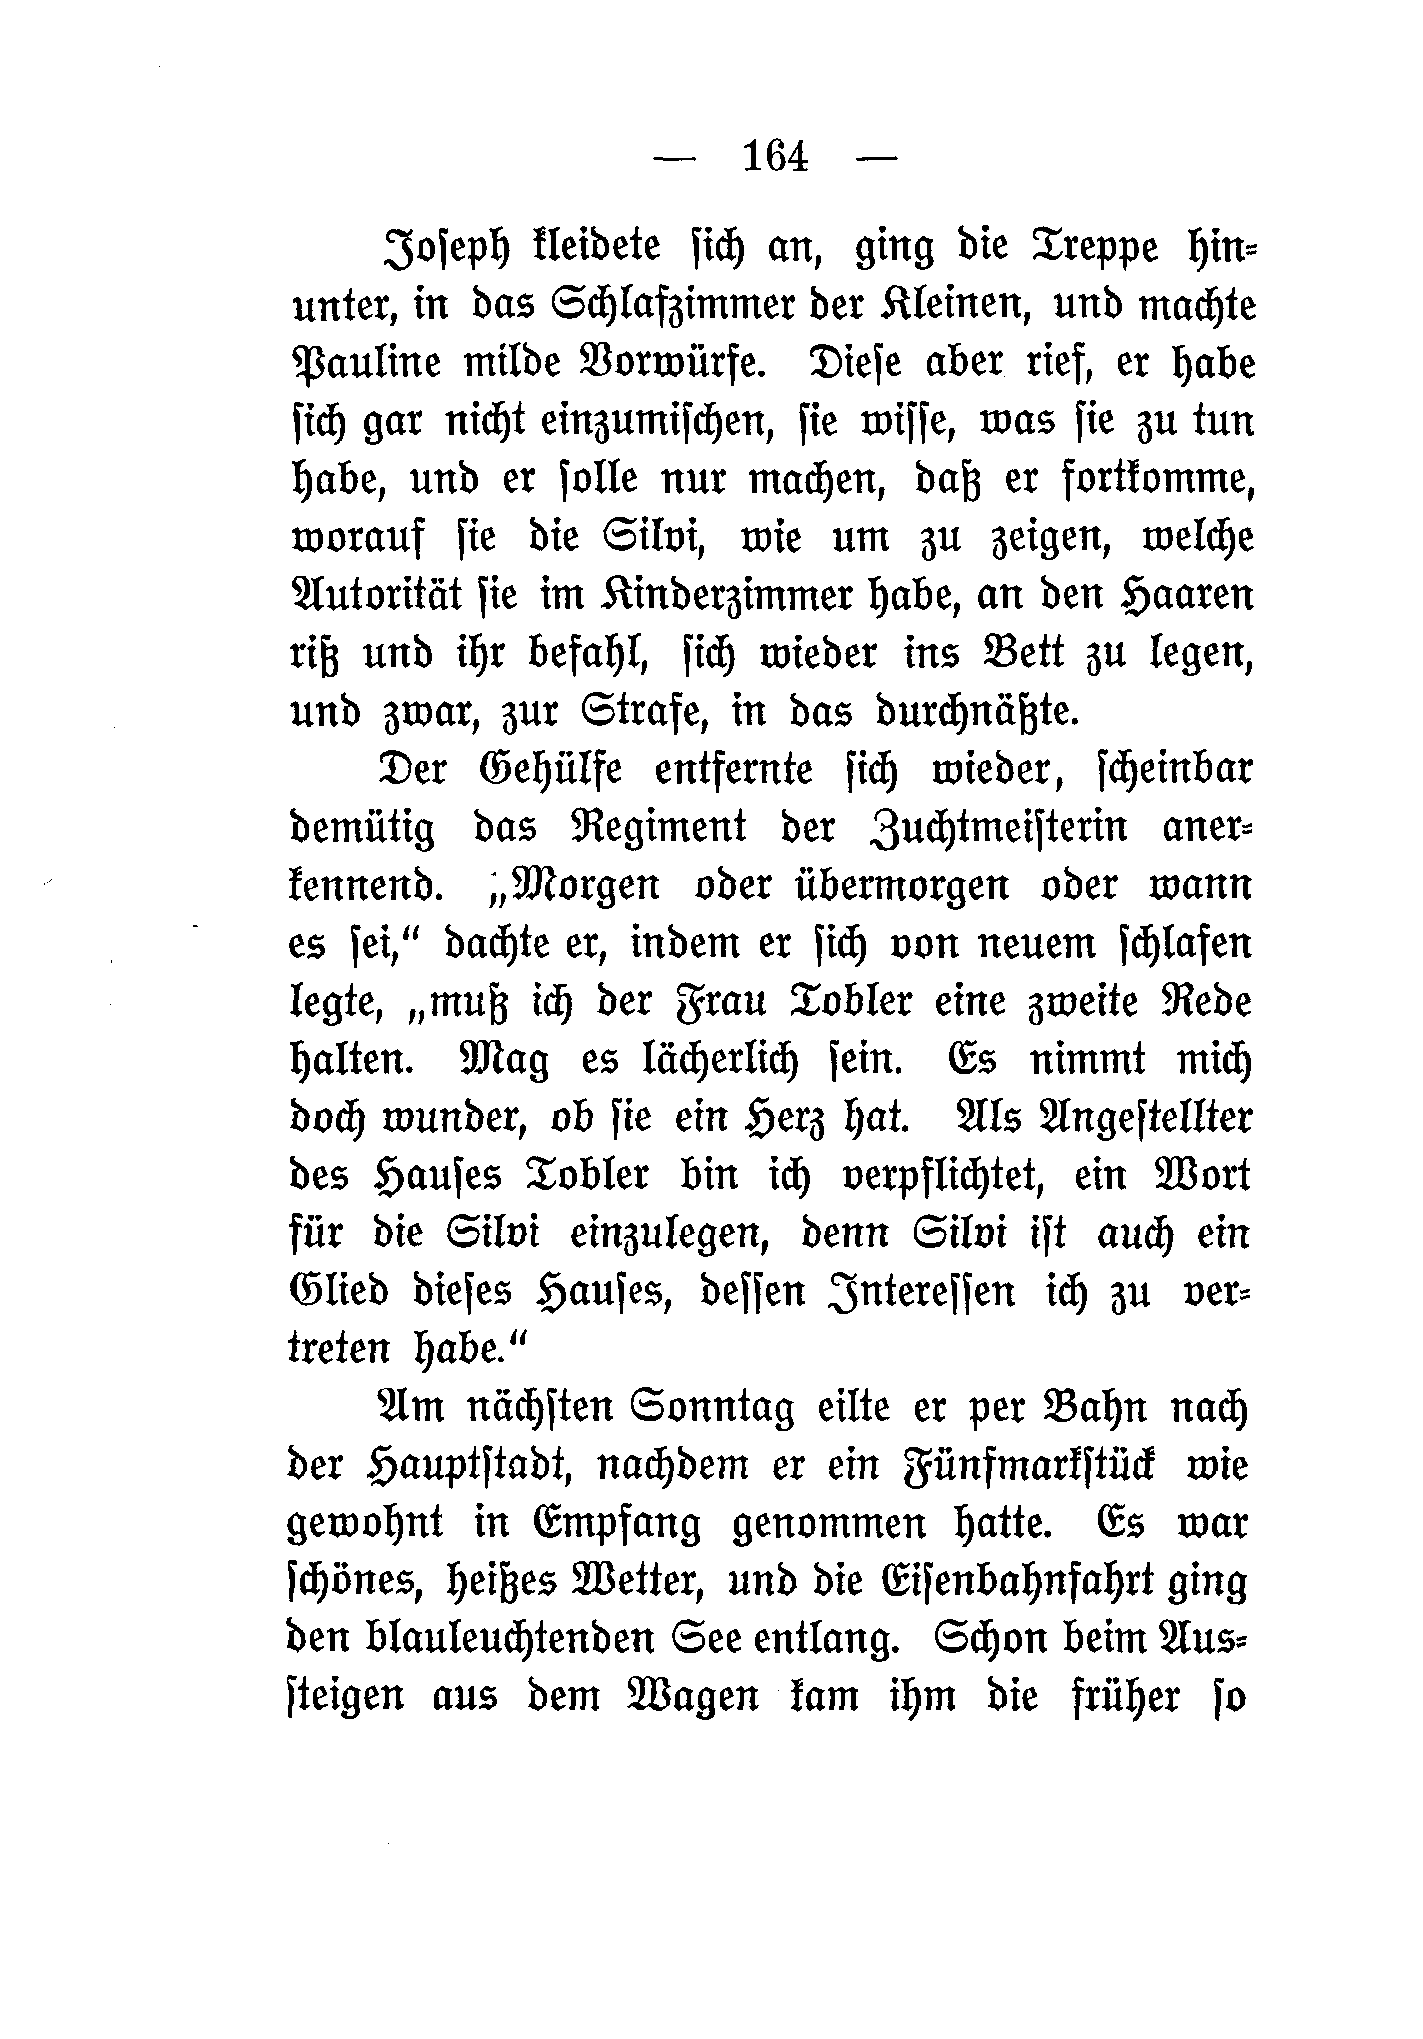 — 164 —
Joseph kleidete sich an, ging die Treppe hin-
unter, in das Schlafzimmer der Kleinen, und machte
Pauline milde Vorwürfe. Diese aber rief, er habe
sich gar nicht einzumischen, sie wisse, was sie zu tun
habe, und er solle nur machen, daß er fortkomme,
worauf sie die Silvi, wie um zu zeigen, welche
Autorität sie im Kinderzimmer habe, an den Haaren
riß und ihr befahl, sich wieder ins Bett zu legen,
und zwar, zur Strafe, in das durchnäßte.
Der Gehülfe entfernte sich wieder, scheinbar
demütig das Regiment der Zuchtmeisterin aner-
kennend. „Morgen oder übermorgen oder wann
es sei,“ dachte er, indem er sich von neuem schlafen
legte, „muß ich der Frau Tobler eine zweite Rede
halten. Mag es lächerlich sein. Es nimmt mich
doch wunder, ob sie ein Herz hat. Als Angestellter
des Hauses Tobler bin ich verpflichtet, ein Wort
für die Silvi einzulegen, denn Silvi ist auch ein
Glied dieses Hauses, dessen Interessen ich zu ver-
treten habe.“
Am nächsten Sonntag eilte er per Bahn nach
der Hauptstadt, nachdem er ein Fünfmarkstück wie
gewohnt in Empfang genommen hatte. Es war
schönes, heißes Wetter, und die Eisenbahnfahrt ging
den blauleuchtenden See entlang. Schon beim Aus-
steigen aus dem Wagen kam ihm die früher so